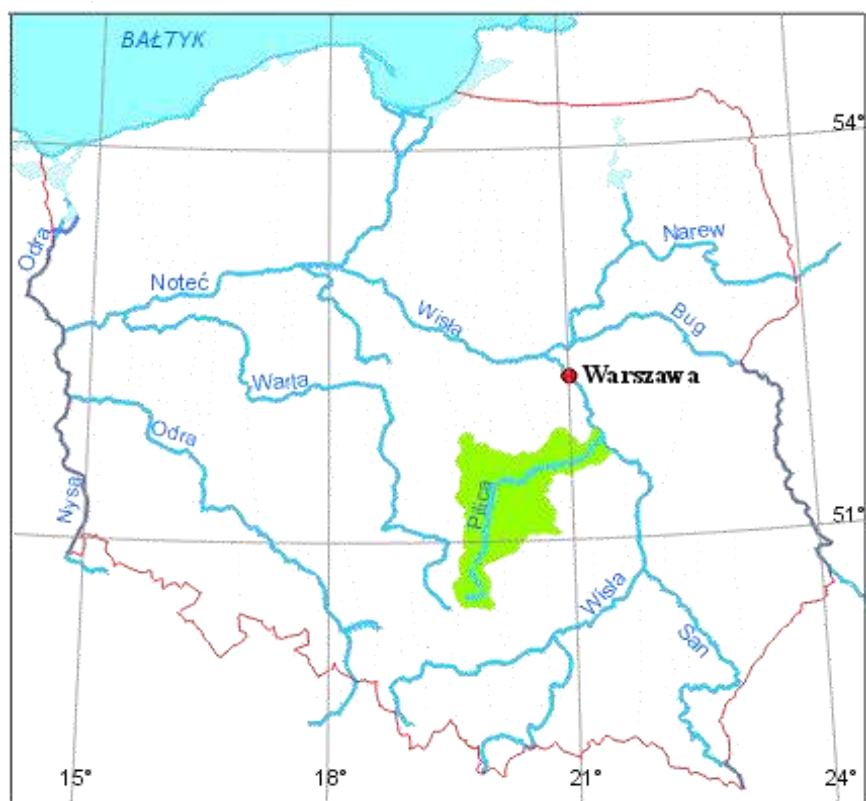 BAŁTYK
54°
Odra
Narew
Noteć
Wisła
Bug
Warszawa
Warta
Odra
Pilica
Nysa
51°
Wisła
San
15°
18°
21°
24°